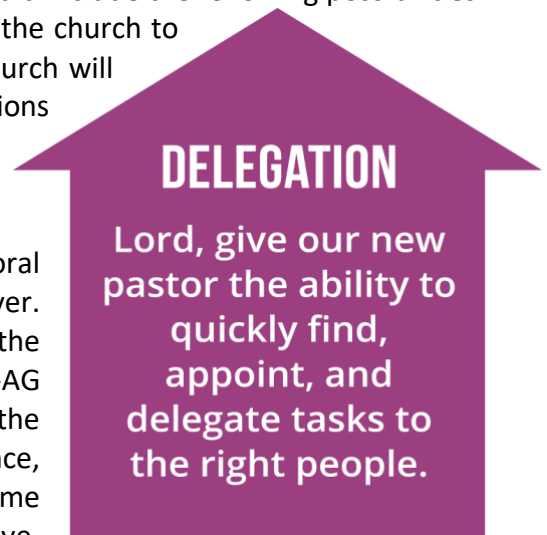 the church to
urch will
ions
DELEGATION
Lord, give our new
pastor the ability to
quickly find,
appoint, and
delegate tasks to
the right people.
oral
ver.
the
AG
the
nce,
me